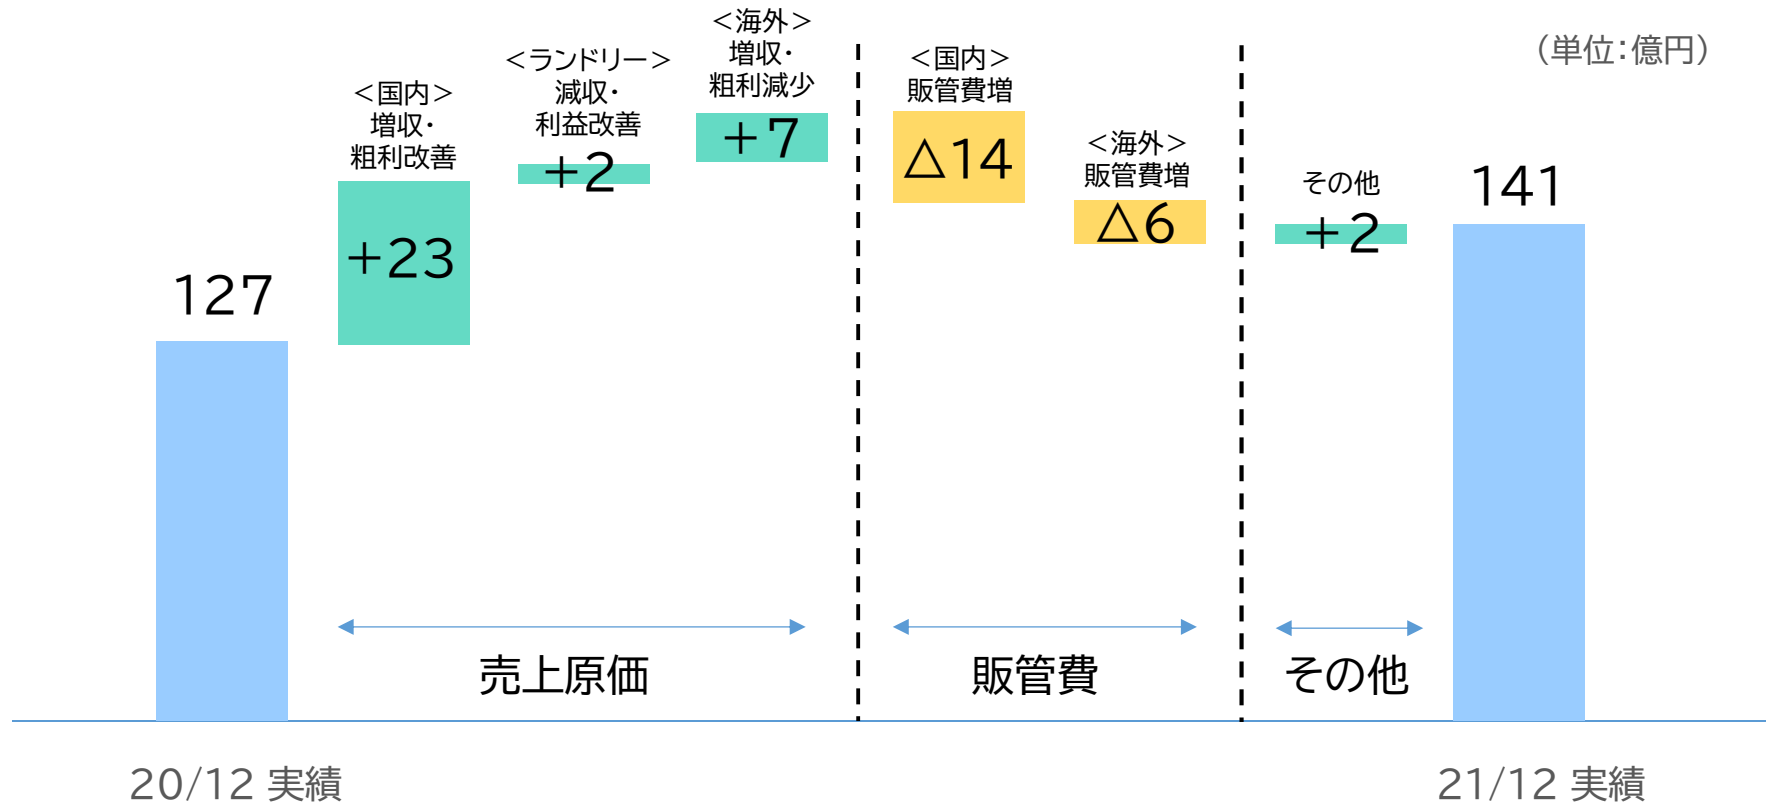 (単位:億円)
127
<国内>
増収・
粗利改善
+23
<ランドリー>
減収・
利益改善
+2
<海外>
増収・
粗利減少
+7
<国内>
販管費増
△14
<海外>
販管費増
△6
その他
+2
141
売上原価
販管費
その他
20/12 実績
21/12 実績